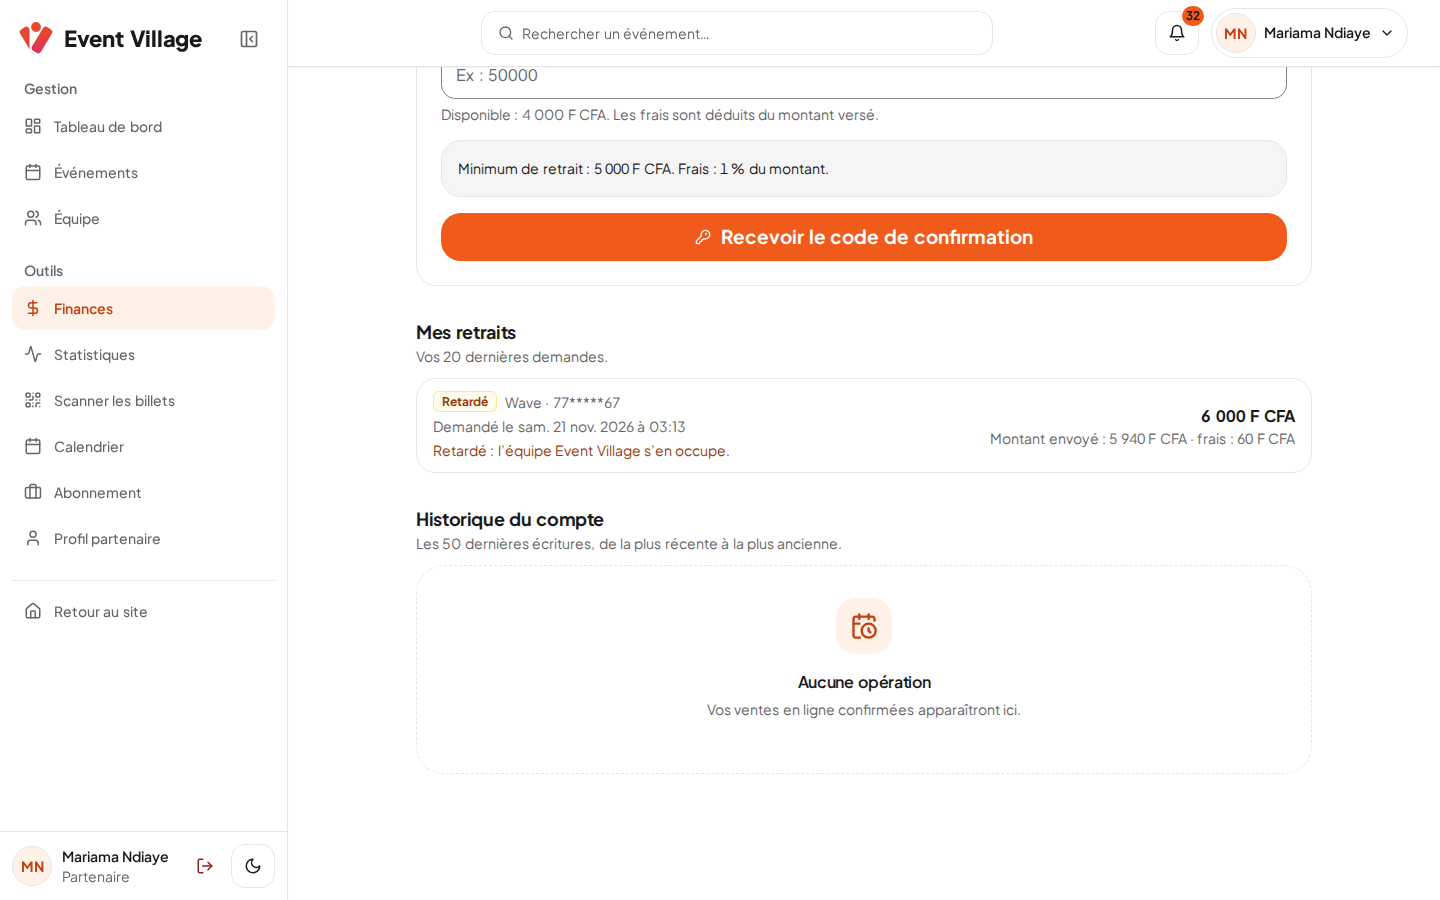 Event Village
Gestion
Tableau de bord
Événements
Équipe
Outils
Finances
Statistiques
Scanner les billets
Calendrier
Abonnement
Profil partenaire
Retour au site
MN
Mariama Ndiaye
Partenaire
Rechercher un événement...
32
MN
Mariama Ndiaye
Ex : 50000
Disponible : 4 000 F CFA. Les frais sont déduits du montant versé.
Minimum de retrait : 5 000 F CFA. Frais : 1 % du montant.
Recevoir le code de confirmation
Mes retraits
Vos 20 dernières demandes.
Retardé Wave · 77*****67
Demandé le sam. 21 nov. 2026 à 03:13
Retardé : l'équipe Event Village s'en occupe.
6 000 F CFA
Montant envoyé : 5 940 F CFA · frais : 60 F CFA
Historique du compte
Les 50 dernières écritures, de la plus récente à la plus ancienne.
Aucune opération
Vos ventes en ligne confirmées apparaîtront ici.